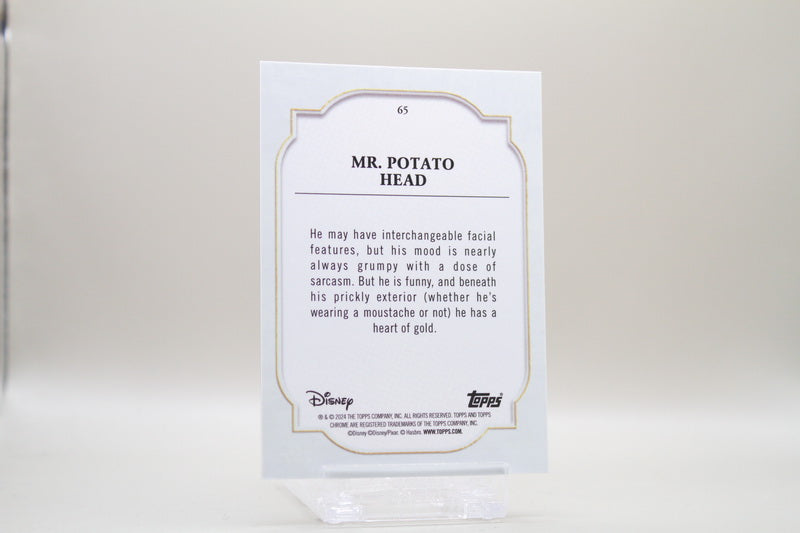 65
MR. POTATO
HEAD
He may have interchangeable facial
features, but his mood is nearly
always grumpy with a dose of
sarcasm. But he is funny, and beneath
his prickly exterior (whether he's
wearing a moustache or not) he has a
heart of gold.
Disney topps
® & © 2024 THE TOPPS COMPANY, INC. ALL RIGHTS RESERVED. TOPPS AND TOPPS
CHROME ARE REGISTERED TRADEMARKS OF THE TOPPS COMPANY, INC.
©Disney ©Disney/Pixar. © Hasbro. WWW.TOPPS.COM.